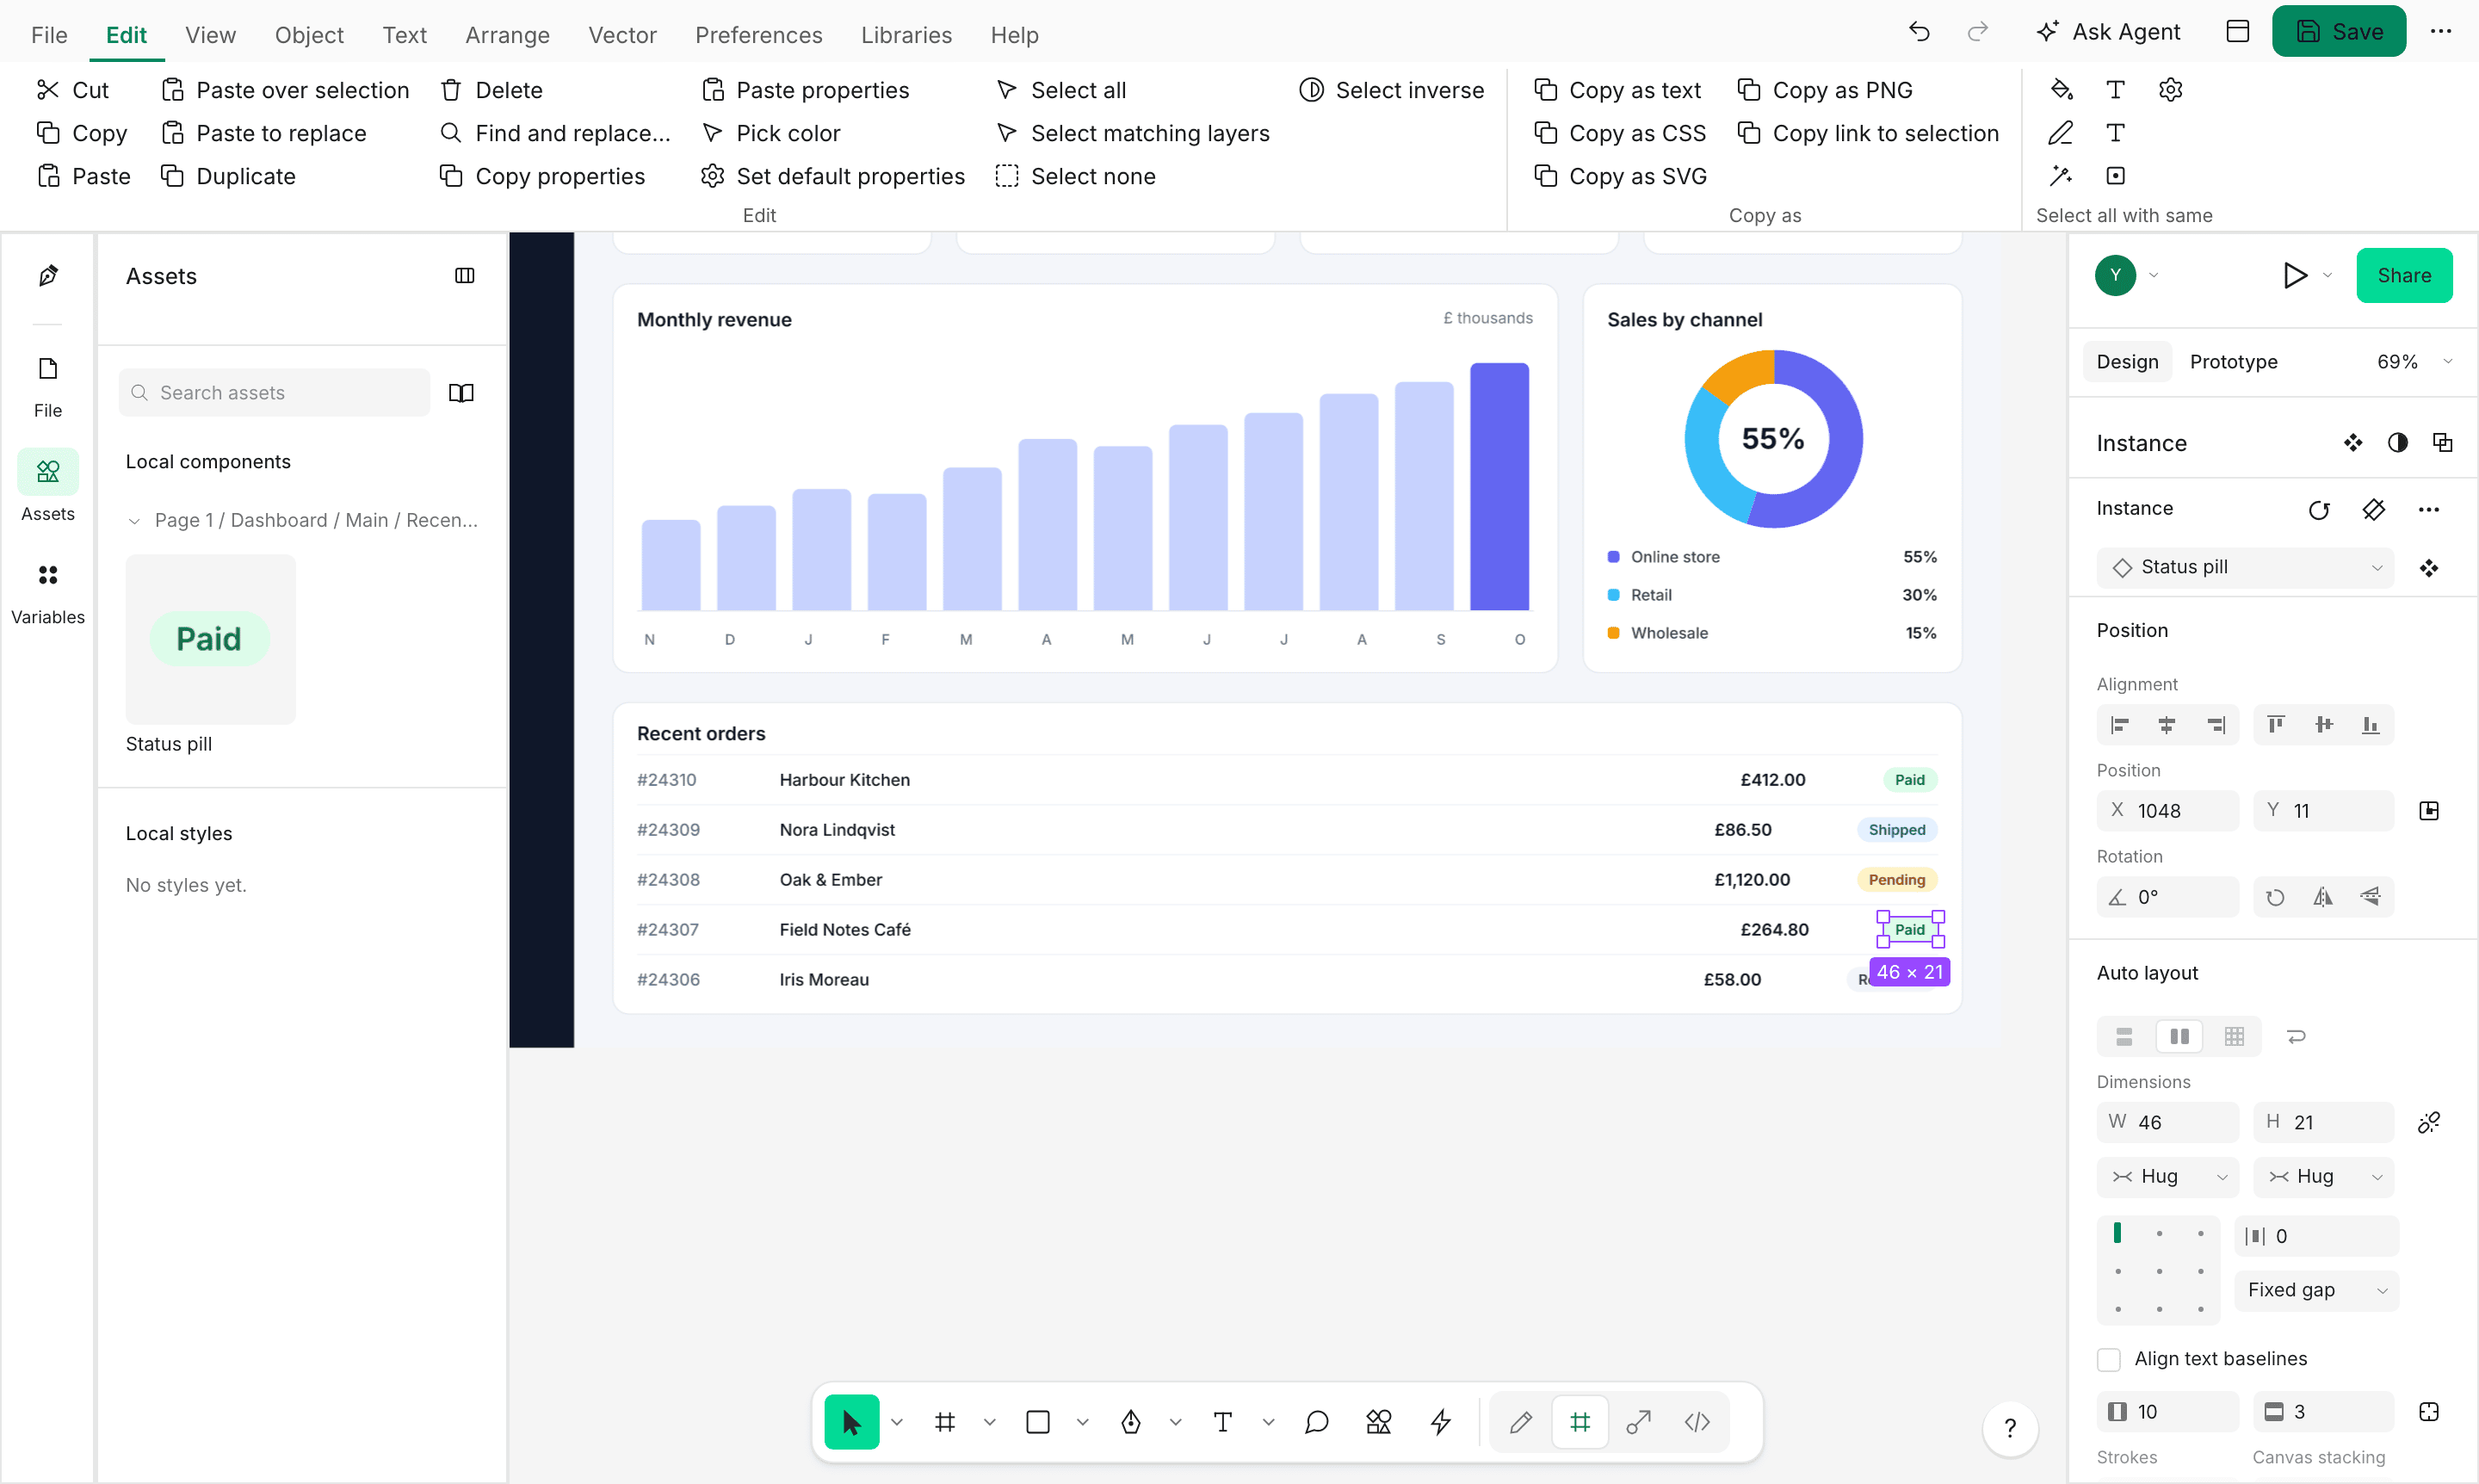 File Edit View Object Text Arrange Vector Preferences Libraries Help
Ask Agent Save
Cut Paste over selection Delete Paste properties Select all Select inverse Copy as text Copy as PNG
Copy Paste to replace Find and replace... Pick color Select matching layers Copy as CSS Copy link to selection
Paste Duplicate Copy properties Set default properties Select none Copy as SVG
Edit Copy as Select all with same
File
Assets
Variables
Assets
Search assets
Local components
Page 1 / Dashboard / Main / Recen...
Paid
Status pill
Local styles
No styles yet.
Monthly revenue £ thousands
N D J F M A M J J A S O
Sales by channel
55%
Online store 55%
Retail 30%
Wholesale 15%
Recent orders
#24310 Harbour Kitchen £412.00 Paid
#24309 Nora Lindqvist £86.50 Shipped
#24308 Oak & Ember £1,120.00 Pending
#24307 Field Notes Café £264.80 Paid
#24306 Iris Moreau £58.00
46 × 21
?
Y Share
Design Prototype 69%
Instance
Instance
Status pill
Position
Alignment
Position
X 1048 Y 11
Rotation
0°
Auto layout
Dimensions
W 46 H 21
Hug Hug
0
Fixed gap
Align text baselines
10 3
Strokes Canvas stacking